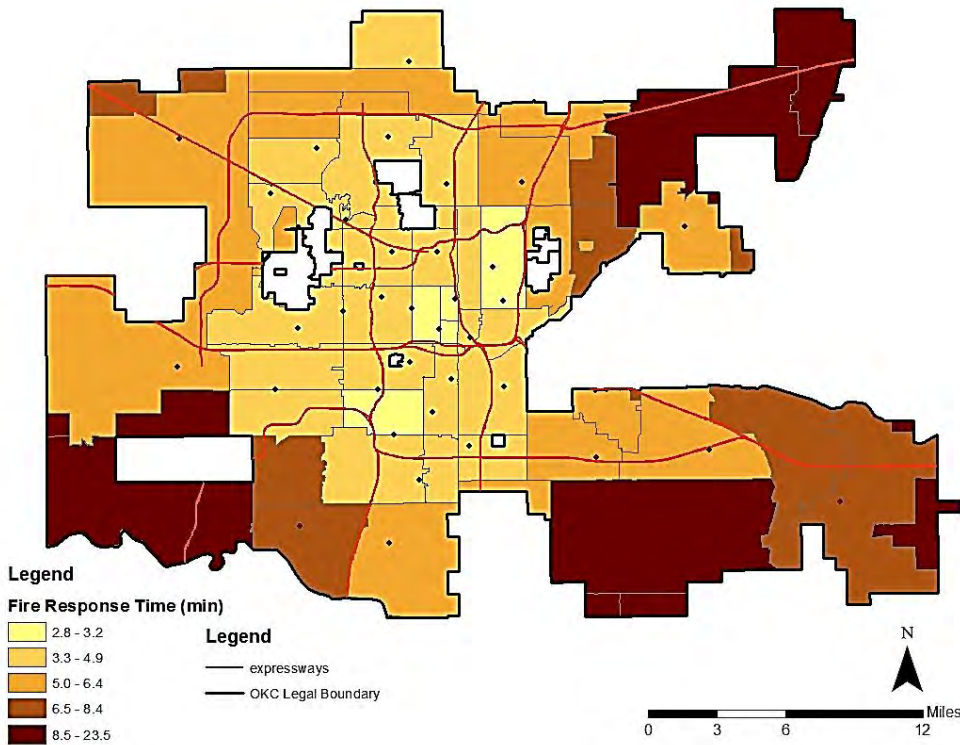 Legend
Fire Response Time (min)
2.8 - 3.2
3.3 - 4.9
5.0 - 6.4
6.5 - 8.4
8.5 - 23.5
Legend
expressways
OKC Legal Boundary
N
Miles
0 3 6 12